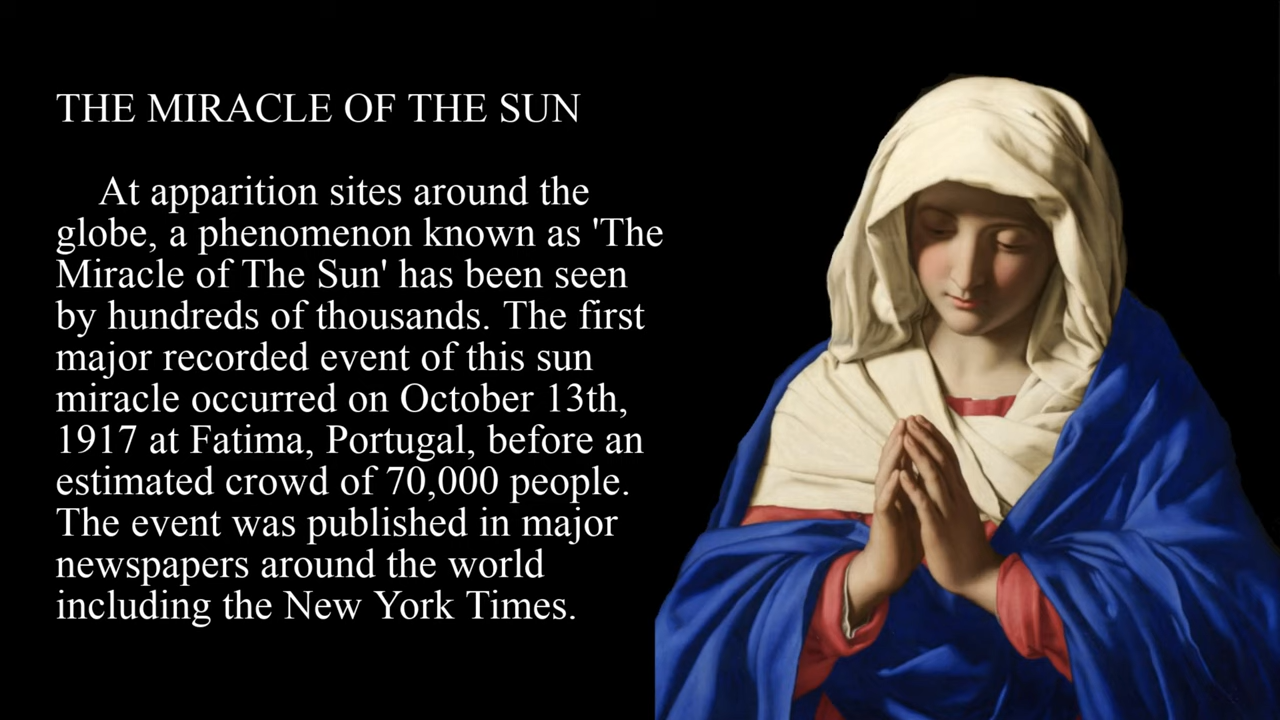 THE MIRACLE OF THE SUN
At apparition sites around the
globe, a phenomenon known as 'The
Miracle of The Sun' has been seen
by hundreds of thousands. The first
major recorded event of this sun
miracle occurred on October 13th,
1917 at Fatima, Portugal, before an
estimated crowd of 70,000 people.
The event was published in major
newspapers around the world
including the New York Times.